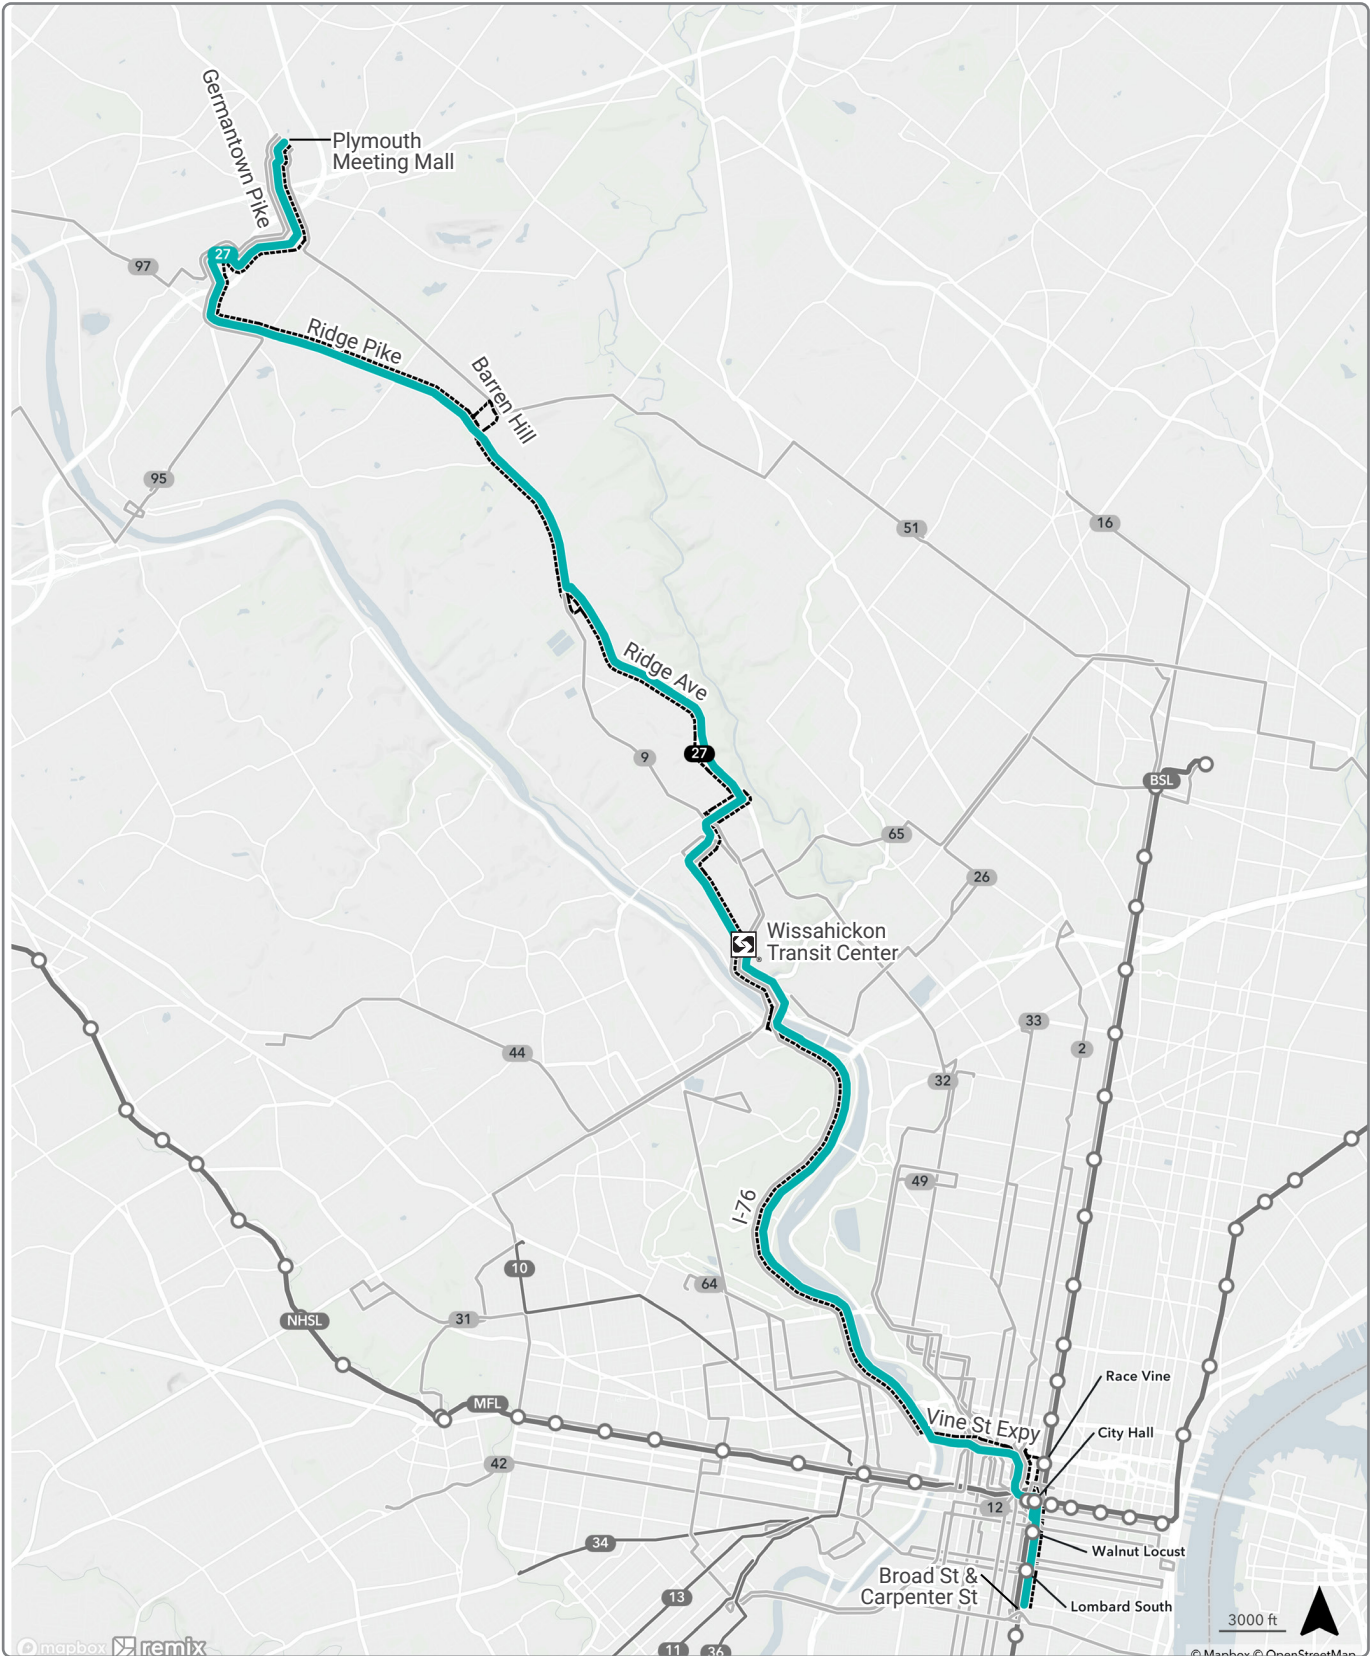 Germantown Pike
Plymouth
Meeting Mall
27
97
Ridge Pike
Barren Hill
95
51
16
Ridge Ave
27
9
BSL
65
26
Wissahickon
Transit Center
33
2
44
32
49
I-76
10
64
31
NHSL
Race Vine
MFL
Vine St Expy
City Hall
42
12
34
Walnut Locust
Broad St &
Carpenter St
13
Lombard South
3000 ft
11
36
mapbox
remix
© Mapbox © OpenStreetMap